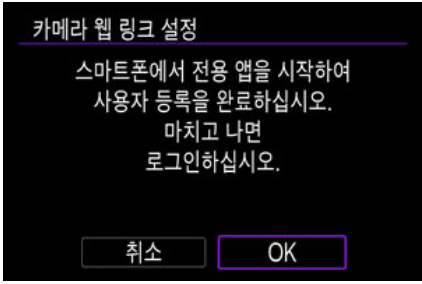 카메라 웹 링크 설정
스마트폰에서 전용 앱을 시작하여
사용자 등록을 완료하십시오.
마치고 나면
로그인하십시오.
취소
OK